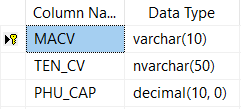 Column Na... Data Type
MACV varchar(10)
TEN_CV nvarchar(50)
PHU_CAP decimal(10, 0)